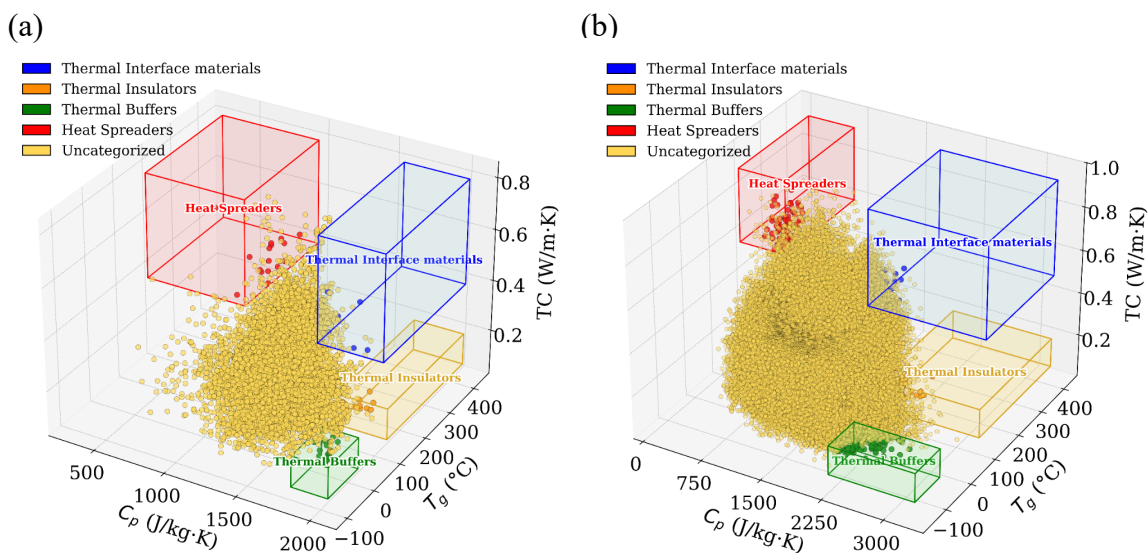 (a)
Thermal Interface materials
Thermal Insulators
Thermal Buffers
Heat Spreaders
Uncategorized
Heat Spreaders
Thermal Interface materials
Thermal Insulators
Thermal Buffers
0.8
0.6
0.4
0.2
TC (W/m·K)
500
1000
1500
2000
C_p (J/kg·K)
−100
0
100
200
300
400
T_g (°C)
(b)
Thermal Interface materials
Thermal Insulators
Thermal Buffers
Heat Spreaders
Uncategorized
Heat Spreaders
Thermal Interface materials
Thermal Insulators
Thermal Buffers
1.0
0.8
0.6
0.4
0.2
TC (W/m·K)
0
750
1500
2250
3000
C_p (J/kg·K)
−100
0
100
200
300
400
T_g (°C)